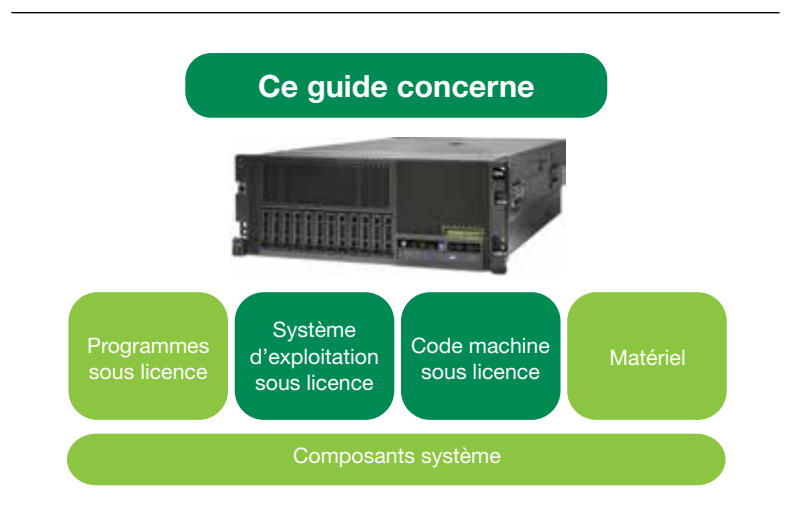 Ce guide concerne
Programmes
sous licence
Système
d'exploitation
sous licence
Code machine
sous licence
Matériel
Composants système